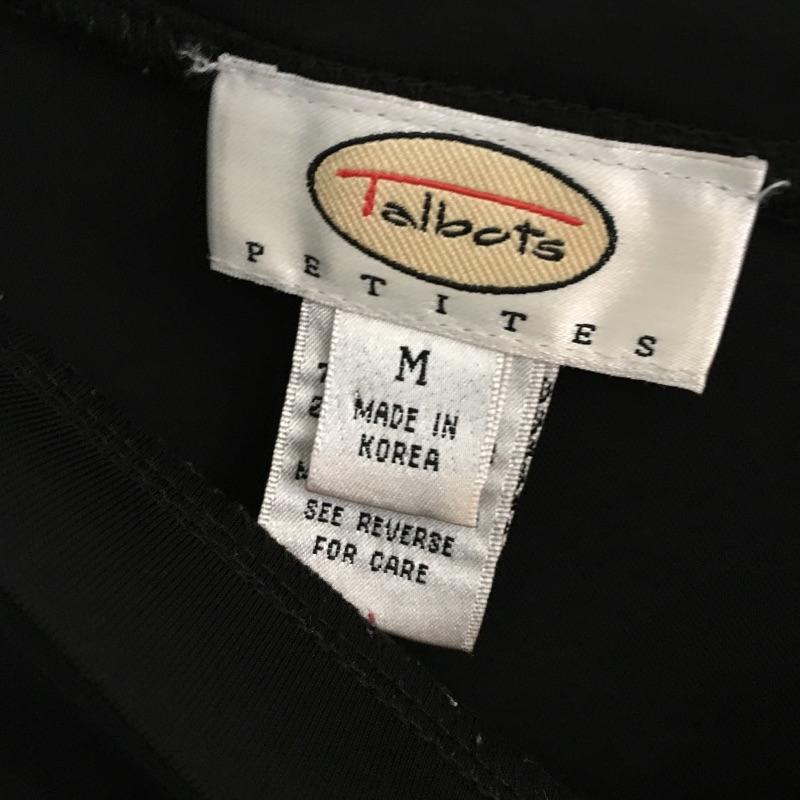 Talbots
PETITES
M
MADE IN
KOREA
SEE REVERSE
FOR CARE